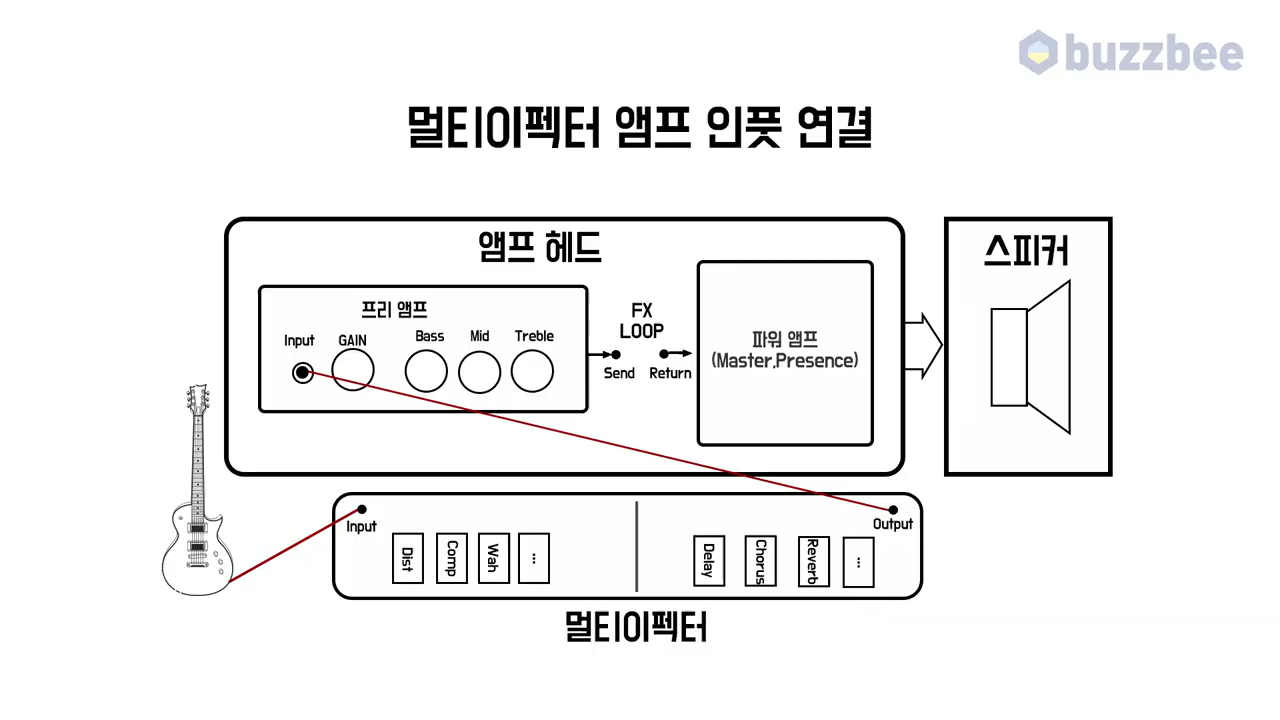 buzzbee
멀티이펙터 앰프 인풋 연결
앰프 헤드
스피커
프리 앰프
Input
GAIN
Bass
Mid
Treble
FX
LOOP
Send
Return
파워 앰프
(Master,Presence)
Input
Output
Dist
Comp
Wah
...
Delay
Chorus
Reverb
...
멀티이펙터